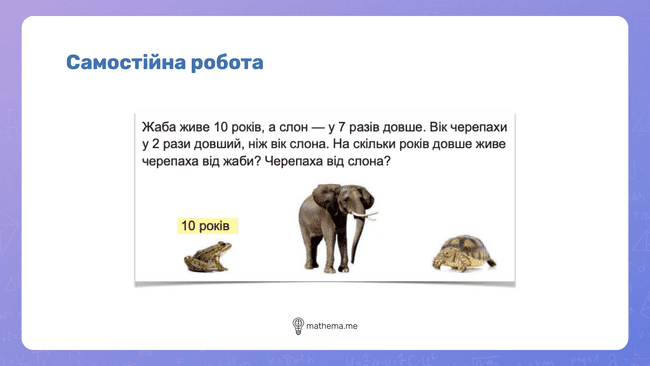 Самостійна робота
Жаба живе 10 років, а слон — у 7 разів довше. Вік черепахи
у 2 рази довший, ніж вік слона. На скільки років довше живе
черепаха від жаби? Черепаха від слона?
10 років
mathema.me